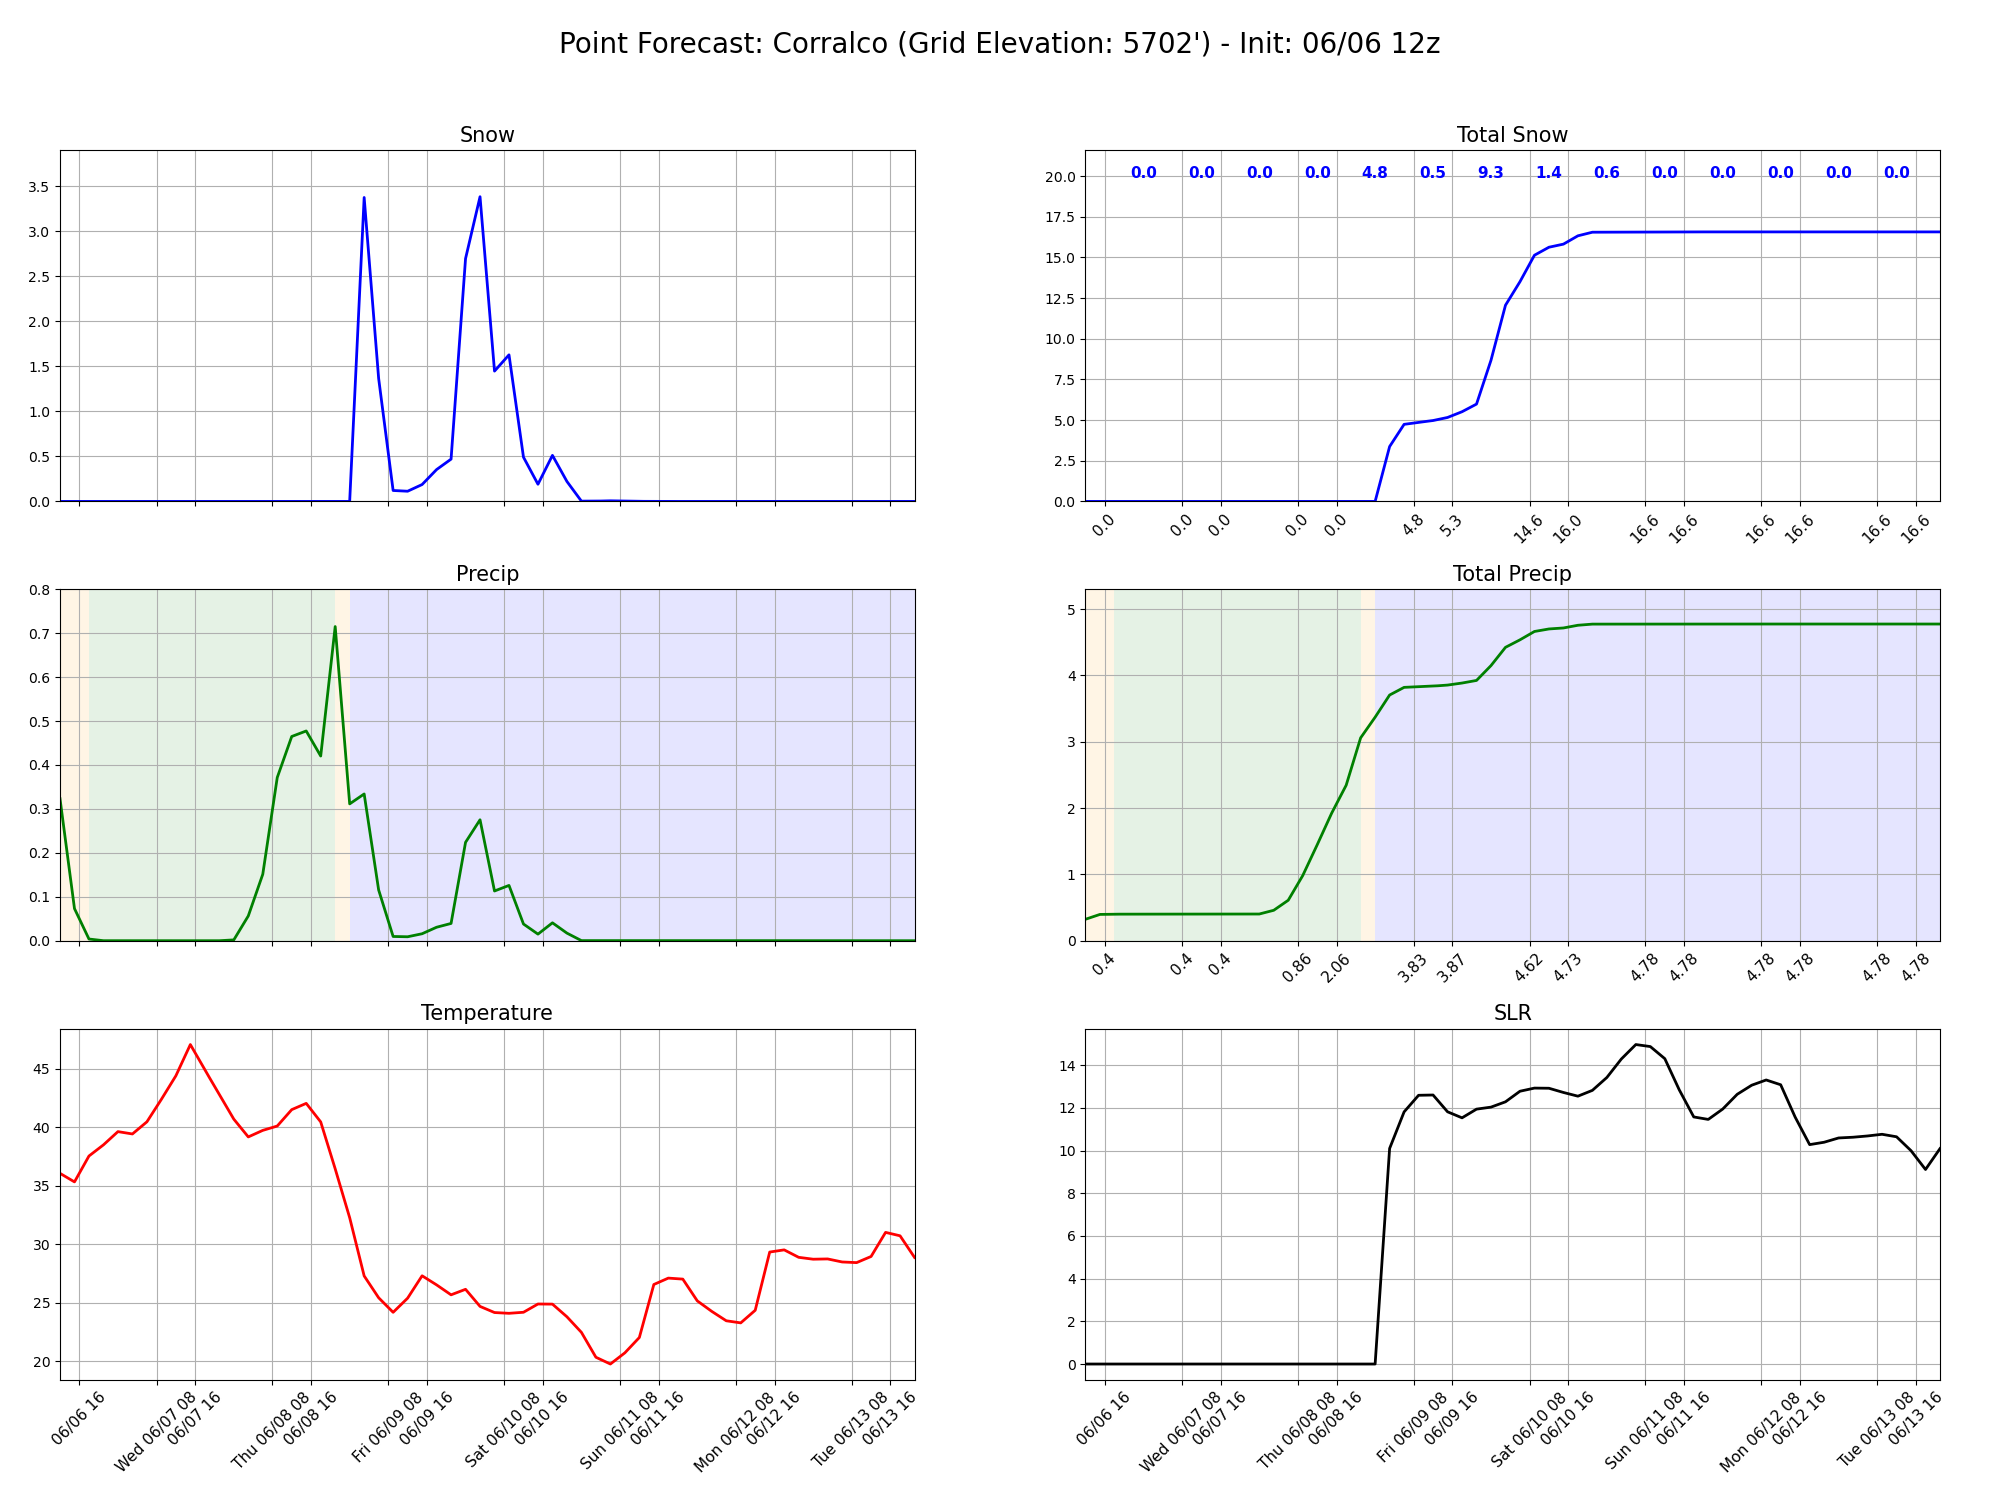 Point Forecast: Corralco (Grid Elevation: 5702') - Init: 06/06 12z
Snow
3.5
3.0
2.5
2.0
1.5
1.0
0.5
0.0
Total Snow
0.0 0.0 0.0 0.0 4.8 0.5 9.3 1.4 0.6 0.0 0.0 0.0 0.0 0.0
20.0
17.5
15.0
12.5
10.0
7.5
5.0
2.5
0.0
0.0 0.0 0.0 0.0 0.0 4.8 5.3 14.6 16.0 16.6 16.6 16.6 16.6 16.6 16.6
Precip
0.8
0.7
0.6
0.5
0.4
0.3
0.2
0.1
0.0
Total Precip
5
4
3
2
1
0
0.4 0.4 0.4 0.86 2.06 3.83 3.87 4.62 4.73 4.78 4.78 4.78 4.78 4.78 4.78
Temperature
45
40
35
30
25
20
06/06 16
Wed 06/07 08
06/07 16
Thu 06/08 08
06/08 16
Fri 06/09 08
06/09 16
Sat 06/10 08
06/10 16
Sun 06/11 08
06/11 16
Mon 06/12 08
06/12 16
Tue 06/13 08
06/13 16
SLR
14
12
10
8
6
4
2
0
06/06 16
Wed 06/07 08
06/07 16
Thu 06/08 08
06/08 16
Fri 06/09 08
06/09 16
Sat 06/10 08
06/10 16
Sun 06/11 08
06/11 16
Mon 06/12 08
06/12 16
Tue 06/13 08
06/13 16